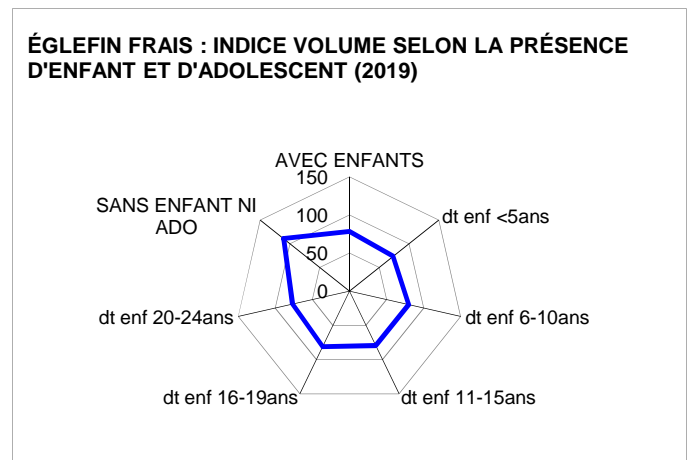 ÉGLEFIN FRAIS : INDICE VOLUME SELON LA PRÉSENCE
D'ENFANT ET D'ADOLESCENT (2019)
AVEC ENFANTS
150
100
50
0
dt enf <5ans
dt enf 6-10ans
dt enf 11-15ans
dt enf 16-19ans
dt enf 20-24ans
SANS ENFANT NI
ADO